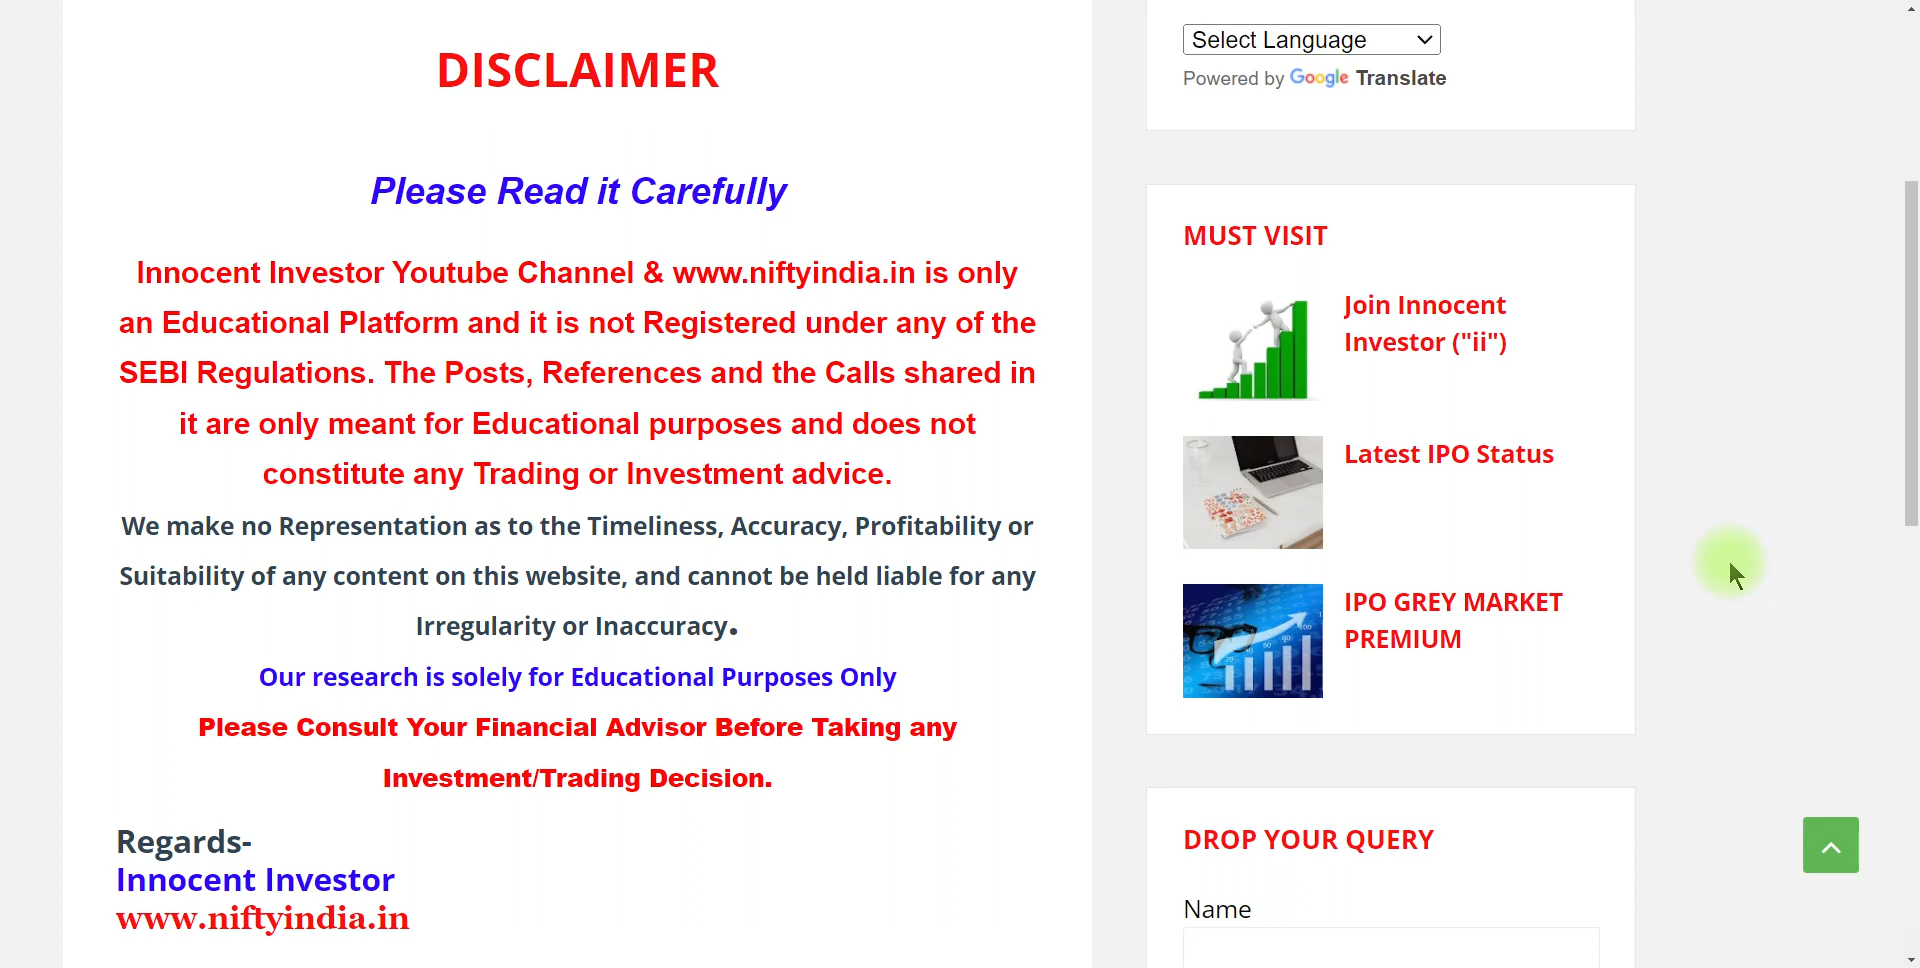 DISCLAIMER
Please Read it Carefully
Innocent Investor Youtube Channel & www.niftyindia.in is only
an Educational Platform and it is not Registered under any of the
SEBI Regulations. The Posts, References and the Calls shared in
it are only meant for Educational purposes and does not
constitute any Trading or Investment advice.
We make no Representation as to the Timeliness, Accuracy, Profitability or
Suitability of any content on this website, and cannot be held liable for any
Irregularity or Inaccuracy.
Our research is solely for Educational Purposes Only
Please Consult Your Financial Advisor Before Taking any
Investment/Trading Decision.
Regards-
Innocent Investor
www.niftyindia.in
Select Language
Powered by Google Translate
MUST VISIT
Join Innocent
Investor ("ii")
Latest IPO Status
IPO GREY MARKET
PREMIUM
20 40 60 80 100
DROP YOUR QUERY
Name